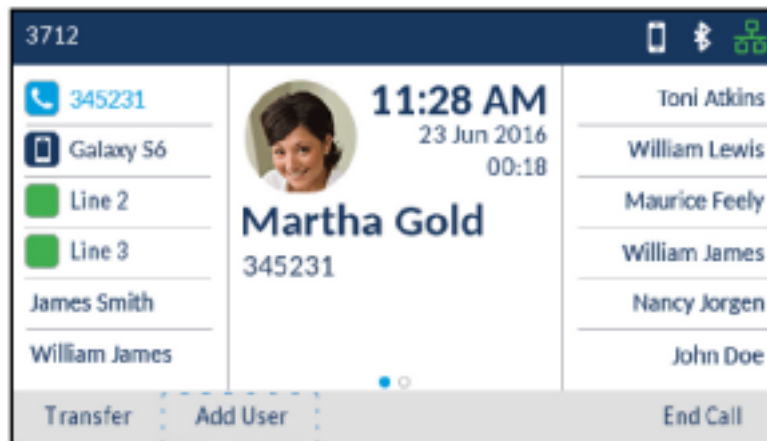 3712
345231
Galaxy S6
Line 2
Line 3
James Smith
William James
11:28 AM
23 Jun 2016
00:18
Martha Gold
345231
Toni Atkins
William Lewis
Maurice Feely
William James
Nancy Jorgen
John Doe
Transfer
Add User
End Call